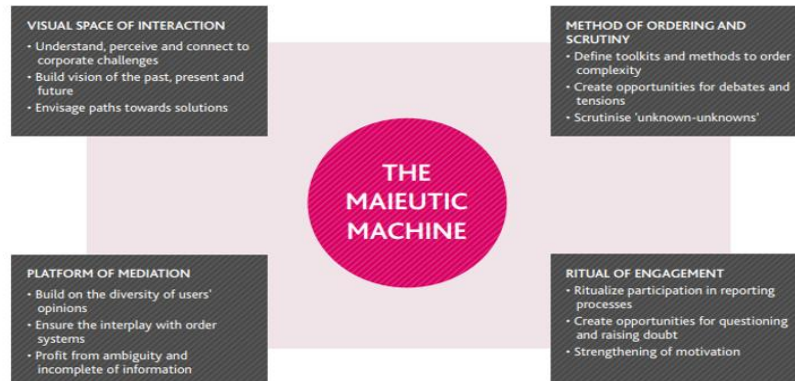 VISUAL SPACE OF INTERACTION
• Understand, perceive and connect to
corporate challenges
• Build vision of the past, present and
future
• Envisage paths towards solutions
METHOD OF ORDERING AND
SCRUTINY
• Define toolkits and methods to order
complexity
• Create opportunities for debates and
tensions
• Scrutinise 'unknown-unknowns'
THE
MAIEUTIC
MACHINE
PLATFORM OF MEDIATION
• Build on the diversity of users'
opinions
• Ensure the interplay with order
systems
• Profit from ambiguity and
incomplete of information
RITUAL OF ENGAGEMENT
• Ritualize participation in reporting
processes
• Create opportunities for questioning
and raising doubt
• Strengthening of motivation